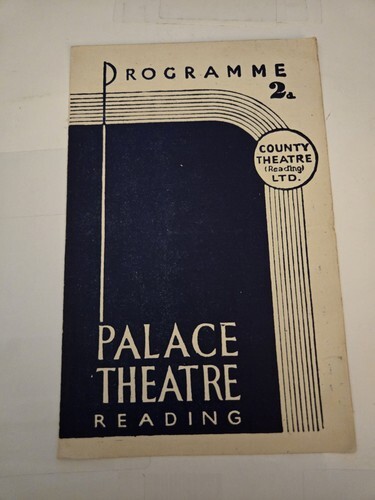 PROGRAMME
2d
COUNTY
THEATRE
(Reading)
LTD.
PALACE
THEATRE
READING